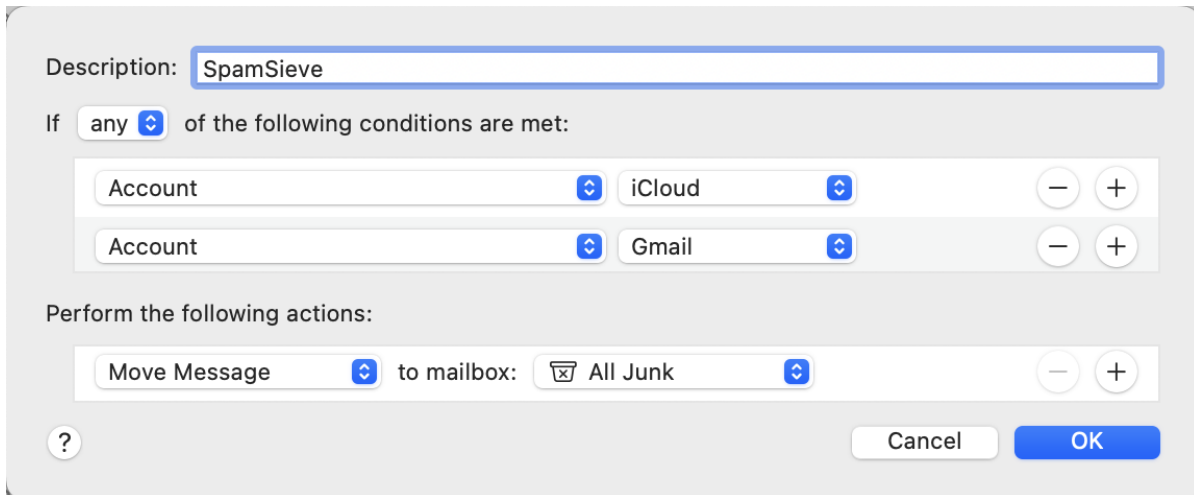 Description: SpamSieve
If any of the following conditions are met:
Account iCloud
Account Gmail
Perform the following actions:
Move Message to mailbox: All Junk
? Cancel OK